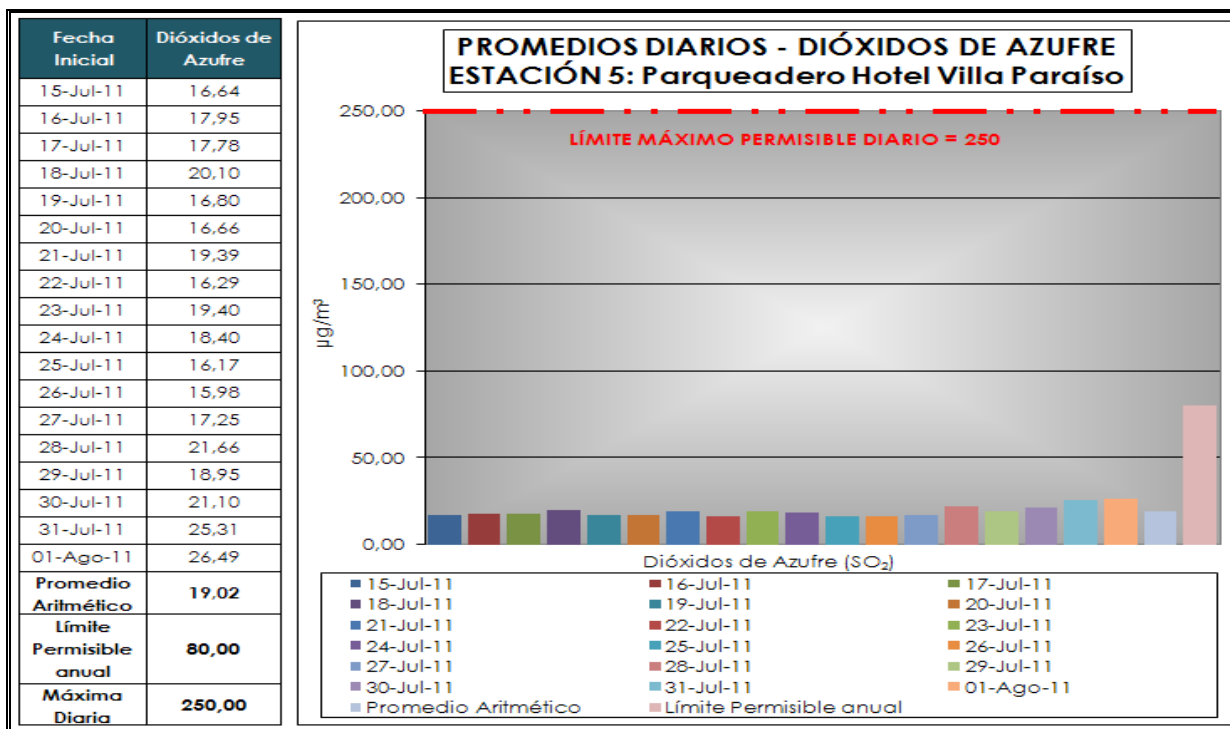 Fecha Inicial Dióxidos de Azufre
15-Jul-11 16,64
16-Jul-11 17,95
17-Jul-11 17,78
18-Jul-11 20,10
19-Jul-11 16,80
20-Jul-11 16,66
21-Jul-11 19,39
22-Jul-11 16,29
23-Jul-11 19,40
24-Jul-11 18,40
25-Jul-11 16,17
26-Jul-11 15,98
27-Jul-11 17,25
28-Jul-11 21,66
29-Jul-11 18,95
30-Jul-11 21,10
31-Jul-11 25,31
01-Ago-11 26,49
Promedio Aritmético 19,02
Límite Permisible anual 80,00
Máxima Diaria 250,00
PROMEDIOS DIARIOS - DIÓXIDOS DE AZUFRE
ESTACIÓN 5: Parqueadero Hotel Villa Paraíso
LÍMITE MÁXIMO PERMISIBLE DIARIO = 250
250,00
200,00
150,00
100,00
50,00
0,00
µg/m³
Dióxidos de Azufre (SO₂)
15-Jul-11 16-Jul-11 17-Jul-11
18-Jul-11 19-Jul-11 20-Jul-11
21-Jul-11 22-Jul-11 23-Jul-11
24-Jul-11 25-Jul-11 26-Jul-11
27-Jul-11 28-Jul-11 29-Jul-11
30-Jul-11 31-Jul-11 01-Ago-11
Promedio Aritmético Límite Permisible anual